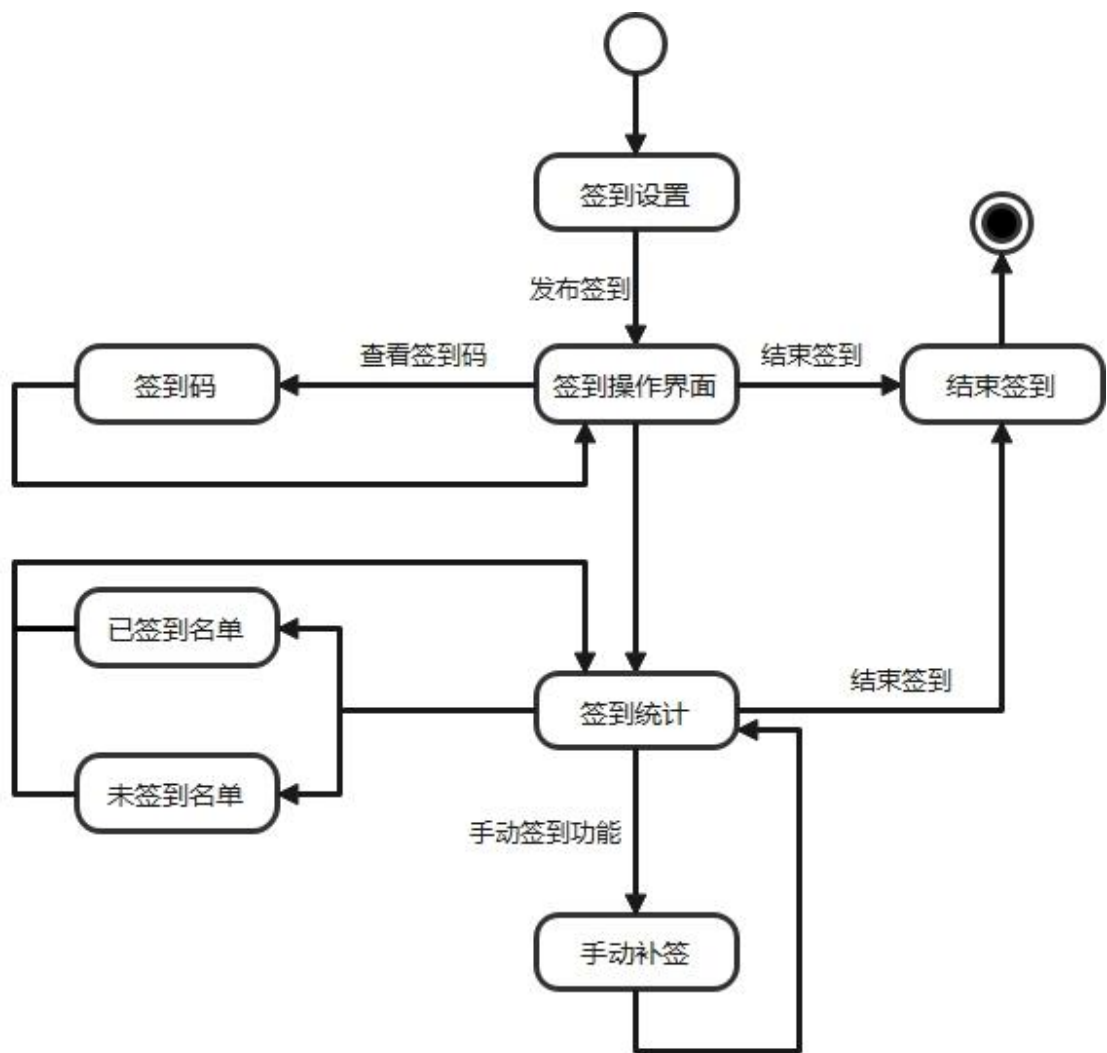 签到设置
发布签到
查看签到码
结束签到
签到码
签到操作界面
结束签到
已签到名单
结束签到
签到统计
未签到名单
手动签到功能
手动补签